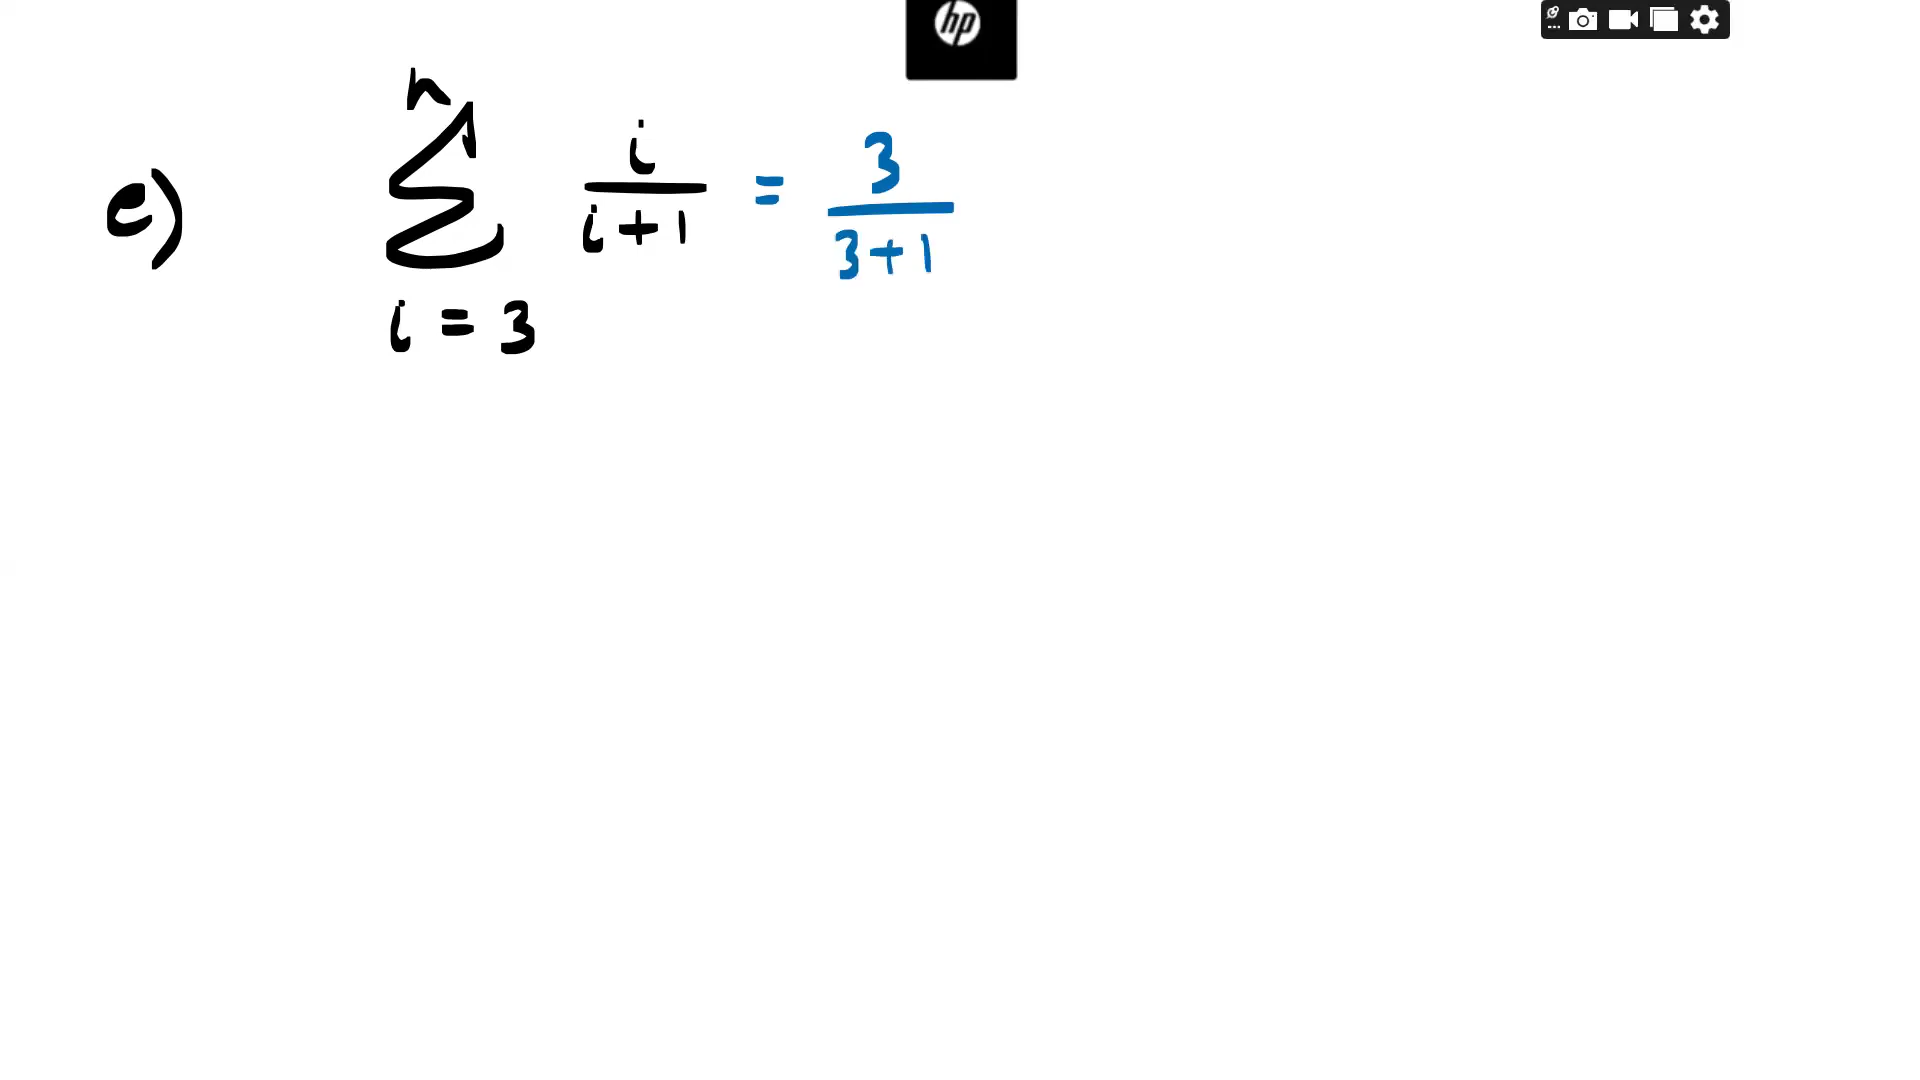 hp
n
e) Σ i/(i+1) = 3/(3+1)
i = 3